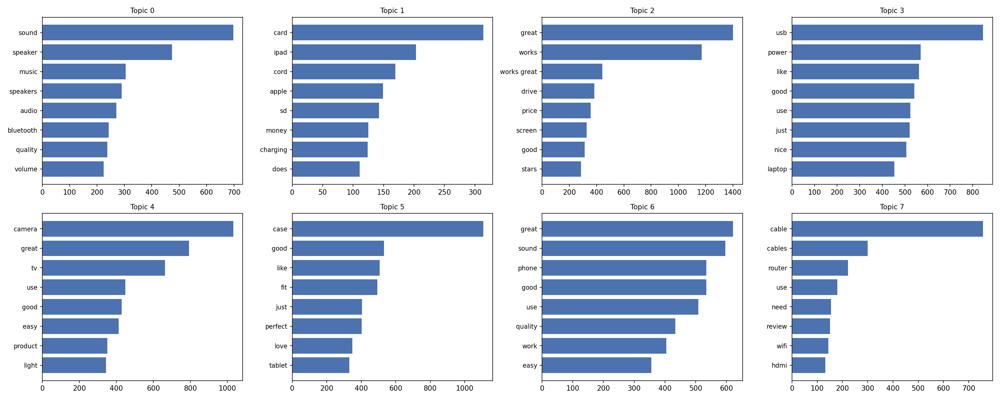 Topic 0
sound
speaker
music
speakers
audio
bluetooth
quality
volume
0 100 200 300 400 500 600 700
Topic 1
card
ipad
cord
apple
sd
money
charging
does
0 50 100 150 200 250 300
Topic 2
great
works
works great
drive
price
screen
good
stars
0 200 400 600 800 1000 1200 1400
Topic 3
usb
power
like
good
use
just
nice
laptop
0 100 200 300 400 500 600 700 800
Topic 4
camera
great
tv
use
good
easy
product
light
0 200 400 600 800 1000
Topic 5
case
good
like
fit
just
perfect
love
tablet
0 200 400 600 800 1000
Topic 6
great
sound
phone
good
use
quality
work
easy
0 100 200 300 400 500 600
Topic 7
cable
cables
router
use
need
review
wifi
hdmi
0 100 200 300 400 500 600 700